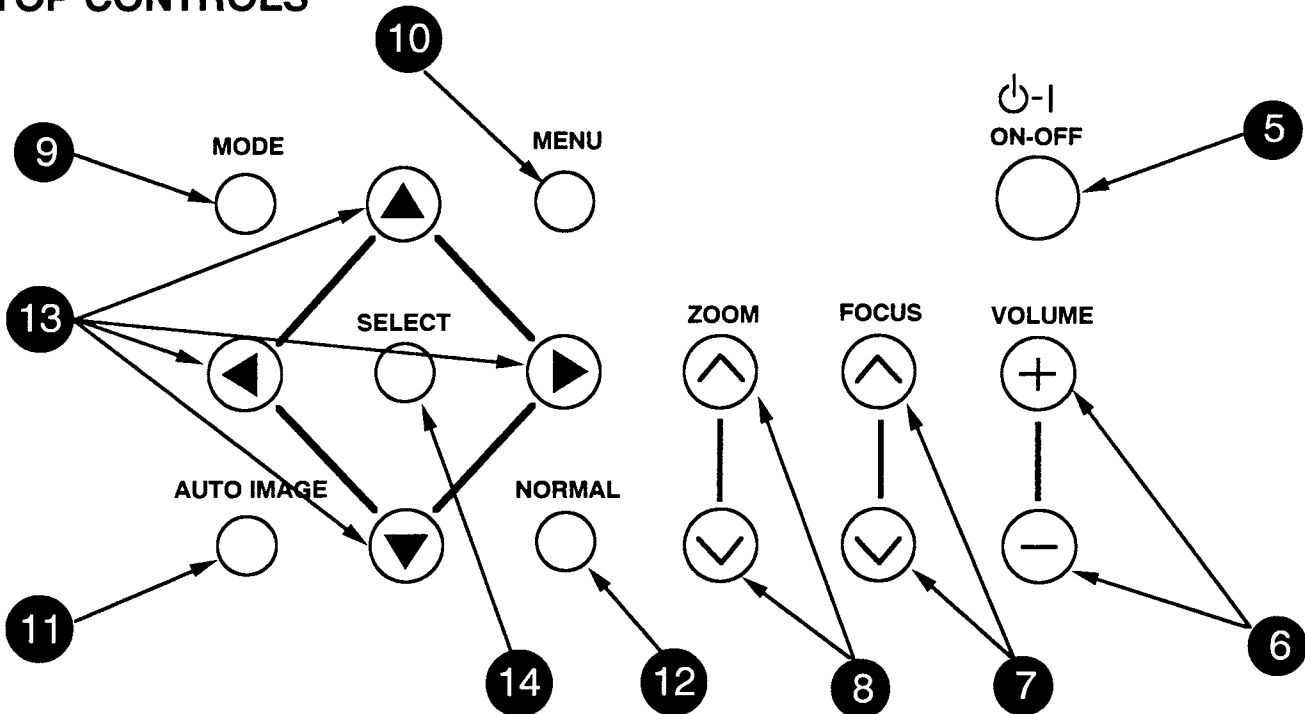 TOP CONTROLS
10
5
ON-OFF
9
MODE
MENU
13
SELECT
ZOOM
FOCUS
VOLUME
AUTO IMAGE
NORMAL
11
14
12
8
7
6